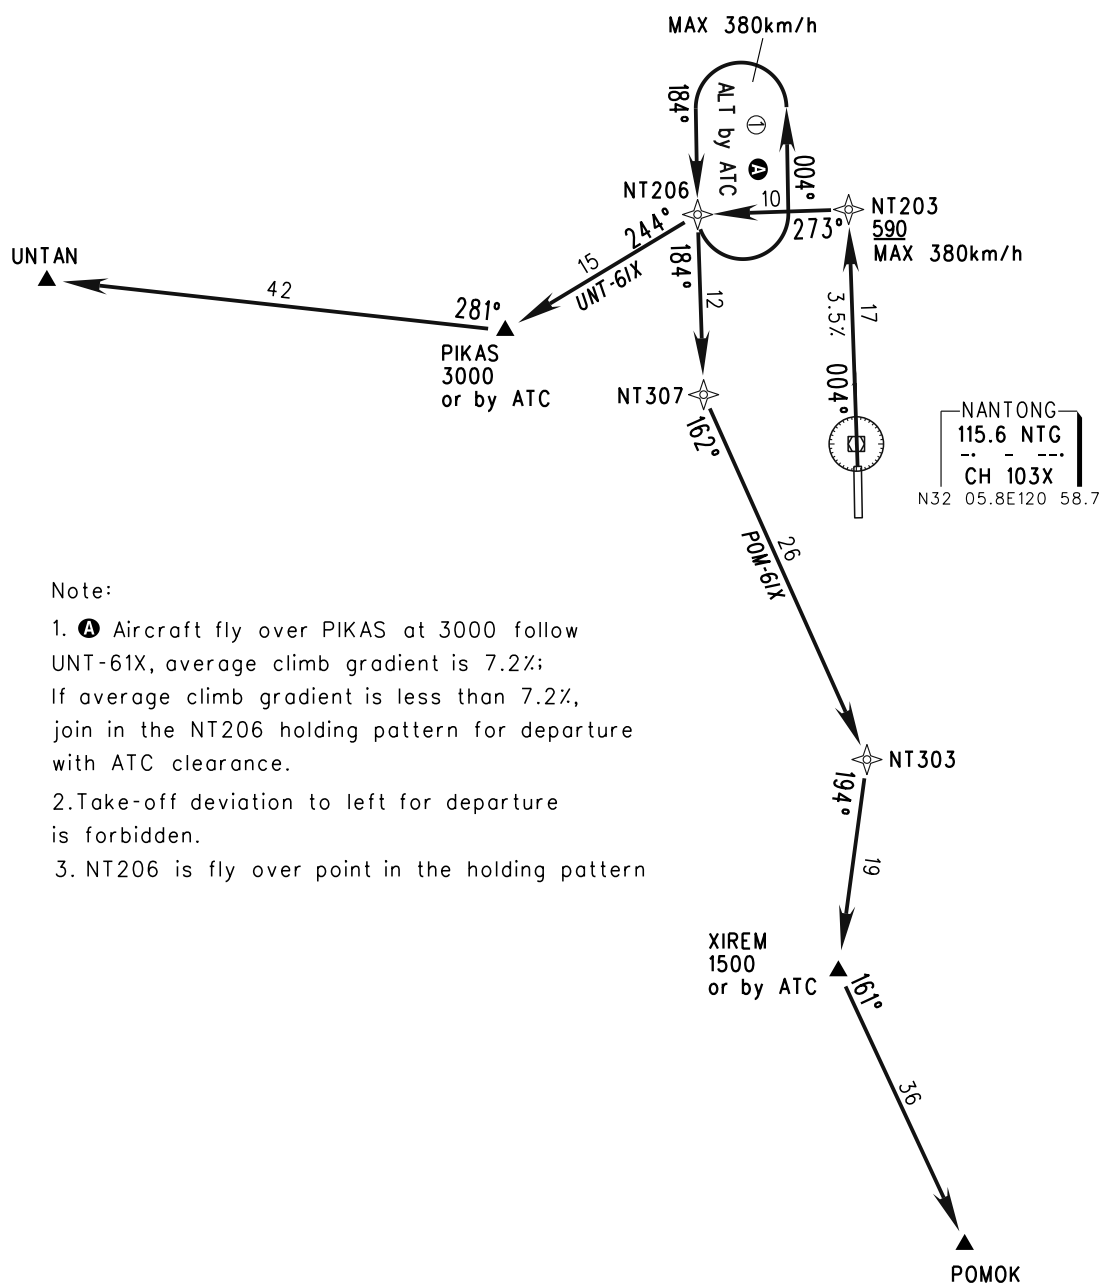 MAX 380km/h
184°
ALT by ATC
1
A
004°
NT206
10
273°
NT203
590
MAX 380km/h
244°
15
UNT-61X
184°
12
UNTAN
42
281°
PIKAS
3000
or by ATC
17
3.5%
004°
NT307
162°
NANTONG
115.6 NTG
-· - --·
CH 103X
N32 05.8E120 58.7
26
POM-61X
Note:
1. A Aircraft fly over PIKAS at 3000 follow
UNT-61X, average climb gradient is 7.2%;
If average climb gradient is less than 7.2%,
join in the NT206 holding pattern for departure
with ATC clearance.
2.Take-off deviation to left for departure
is forbidden.
3. NT206 is fly over point in the holding pattern
NT303
194°
19
XIREM
1500
or by ATC
161°
36
POMOK